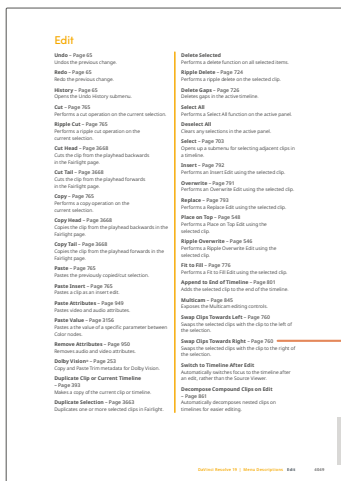 Edit
Undo – Page 65
Undoes the previous change.
Redo – Page 65
Redo the previous change.
History – Page 65
Opens the Undo History submenu.
Cut – Page 765
Performs a cut operation on the current selection.
Ripple Cut – Page 765
Performs a ripple cut operation on the
current selection.
Cut Head – Page 3668
Cuts the clip from the playhead backwards
in the Fairlight page.
Cut Tail – Page 3668
Cuts the clip from the playhead forwards
in the Fairlight page.
Copy – Page 765
Performs a copy operation on the
current selection.
Copy Head – Page 3668
Copies the clip from the playhead backwards in the
Fairlight page.
Copy Tail – Page 3668
Copies the clip from the playhead forwards in the
Fairlight page.
Paste – Page 765
Pastes the previously copied/cut selection.
Paste Insert – Page 765
Pastes a clip as an insert edit.
Paste Attributes – Page 949
Pastes video and audio attributes.
Paste Value – Page 3156
Pastes a the value of a specific parameter between
Color nodes.
Remove Attributes – Page 950
Removes audio and video attributes.
Dolby Vision® – Page 253
Copy and Paste Trim metadata for Dolby Vision.
Duplicate Clip or Current Timeline
– Page 393
Makes a copy of the current clip or timeline.
Duplicate Selection – Page 3663
Duplicates one or more selected clips in Fairlight.
Delete Selected
Performs a delete function on all selected items.
Ripple Delete – Page 724
Performs a ripple delete on the selected clip.
Delete Gaps – Page 726
Deletes gaps in the active timeline.
Select All
Performs a Select All function on the active panel.
Deselect All
Clears any selections in the active panel.
Select – Page 703
Opens up a submenu for selecting adjacent clips in
a timeline.
Insert – Page 792
Performs an Insert Edit using the selected clip.
Overwrite – Page 791
Performs an Overwrite Edit using the selected clip.
Replace – Page 793
Performs a Replace Edit using the selected clip.
Place on Top – Page 548
Performs a Place on Top Edit using the
selected clip.
Ripple Overwrite – Page 546
Performs a Ripple Overwrite Edit using the
selected clip.
Fit to Fill – Page 776
Performs a Fit to Fill Edit using the selected clip.
Append to End of Timeline – Page 801
Adds the selected clip to the end of the timeline.
Multicam – Page 845
Exposes the Multicam editing controls.
Swap Clips Towards Left – Page 760
Swaps the selected clips with the clip to the left of
the selection.
Swap Clips Towards Right – Page 760
Swaps the selected clips with the clip to the right of
the selection.
Switch to Timeline After Edit
Automatically switches focus to the timeline after
an edit, rather than the Source Viewer.
Decompose Compound Clips on Edit
– Page 861
Automatically decomposes nested clips on
timelines for easier editing.
DaVinci Resolve 19 | Menu Descriptions Edit 4049